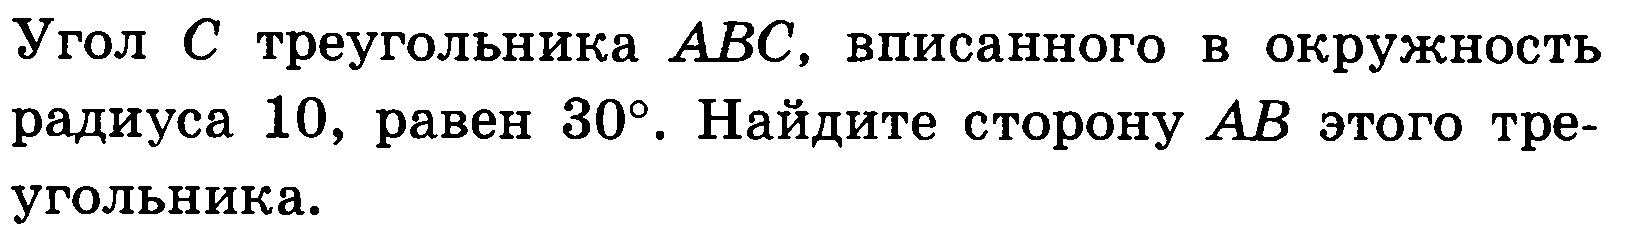 Угол C треугольника ABC, вписанного в окружность
радиуса 10, равен 30°. Найдите сторону AB этого тре-
угольника.